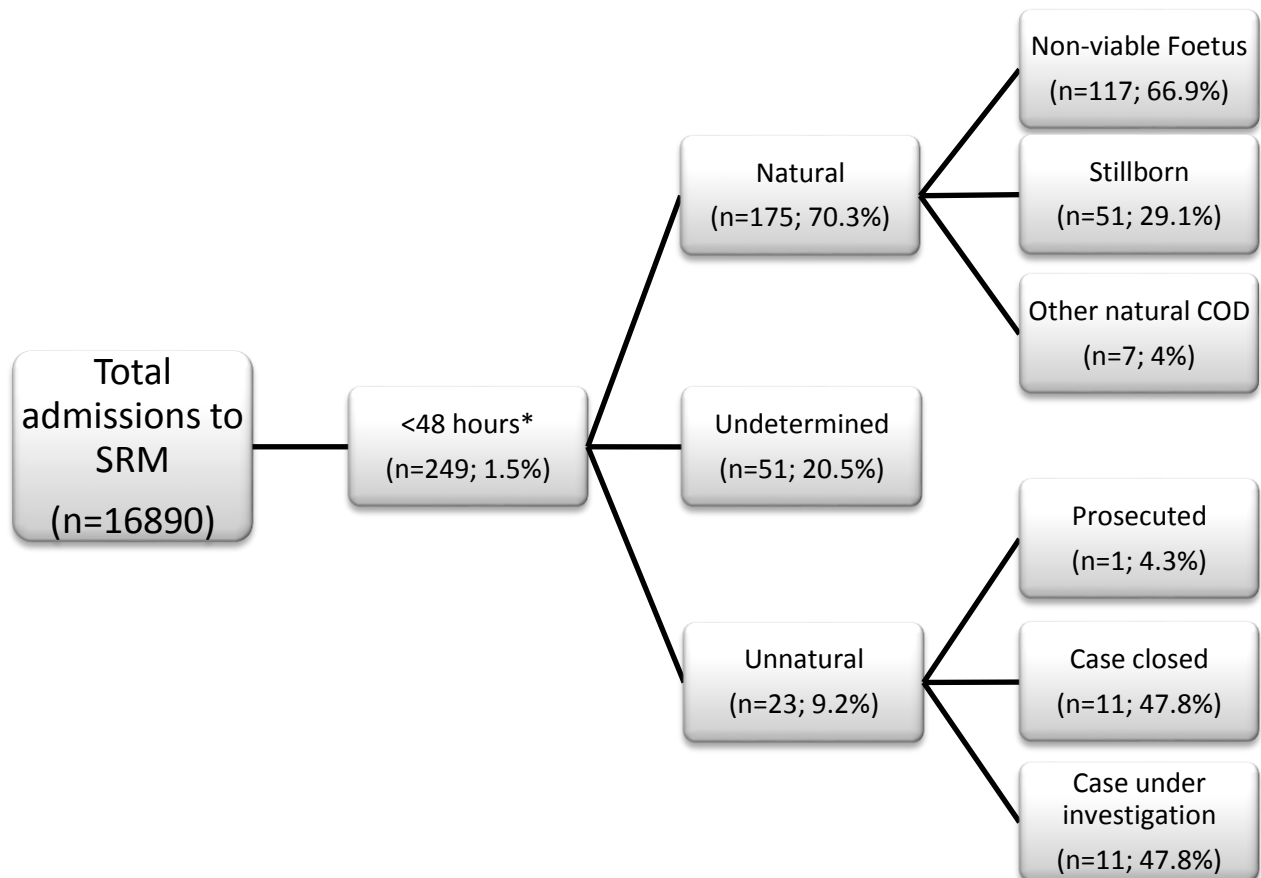 Total
admissions to
SRM
(n=16890)
<48 hours*
(n=249; 1.5%)
Natural
(n=175; 70.3%)
Non-viable Foetus
(n=117; 66.9%)
Stillborn
(n=51; 29.1%)
Other natural COD
(n=7; 4%)
Undetermined
(n=51; 20.5%)
Unnatural
(n=23; 9.2%)
Prosecuted
(n=1; 4.3%)
Case closed
(n=11; 47.8%)
Case under
investigation
(n=11; 47.8%)